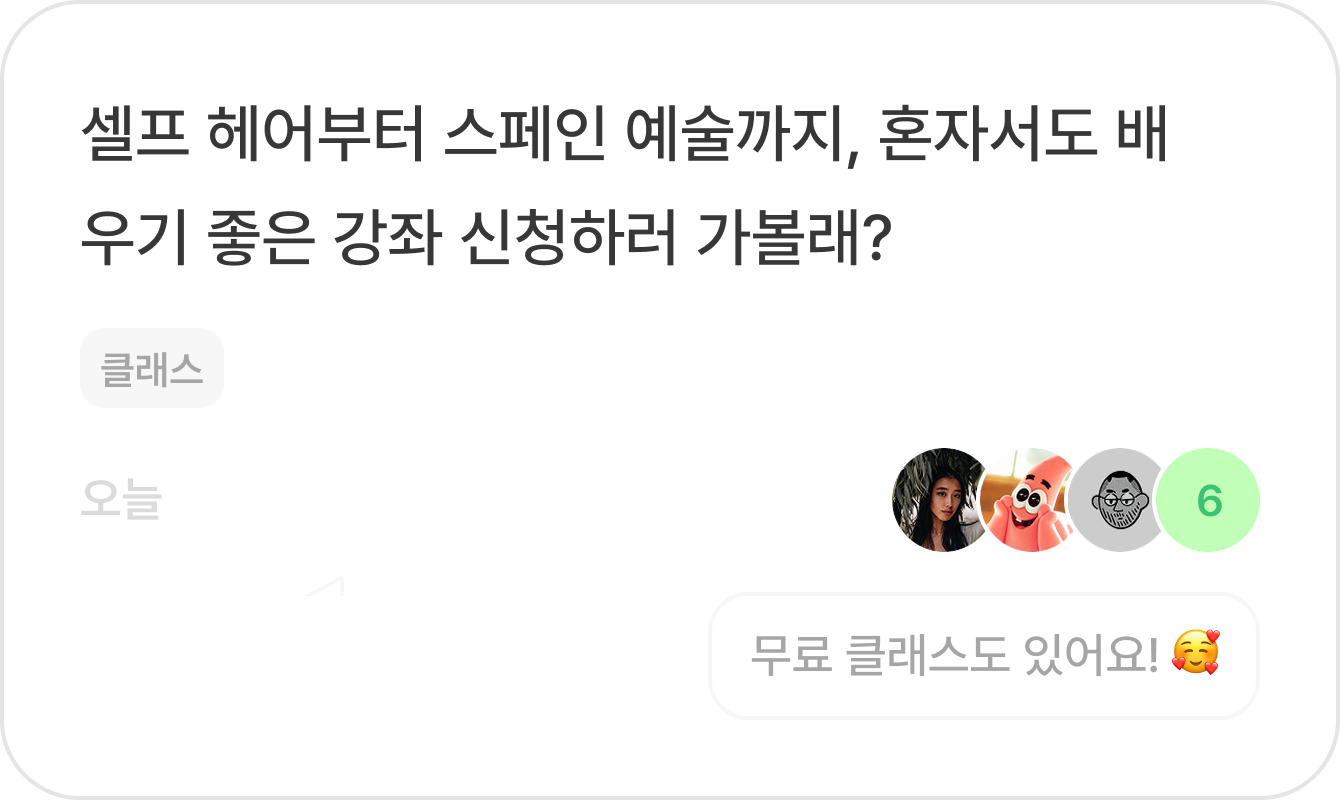 셀프 헤어부터 스페인 예술까지, 혼자서도 배
우기 좋은 강좌 신청하러 가볼래?
클래스
오늘
6
무료 클래스도 있어요! 🥰